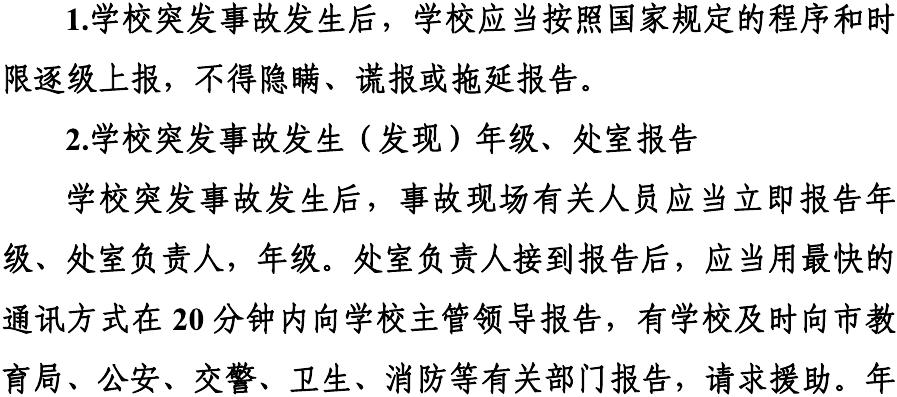 1.学校突发事故发生后，学校应当按照国家规定的程序和时
限逐级上报，不得隐瞒、谎报或拖延报告。
2.学校突发事故发生（发现）年级、处室报告
学校突发事故发生后，事故现场有关人员应当立即报告年
级、处室负责人，年级。处室负责人接到报告后，应当用最快的
通讯方式在 20 分钟内向学校主管领导报告，有学校及时向市教
育局、公安、交警、卫生、消防等有关部门报告，请求援助。年